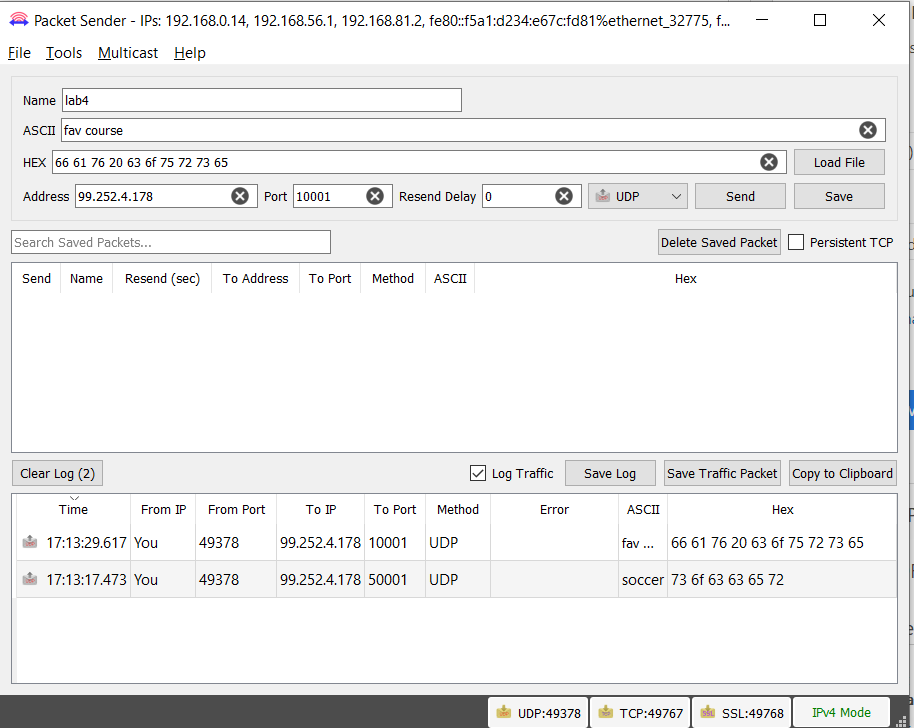 Packet Sender - IPs: 192.168.0.14, 192.168.56.1, 192.168.81.2, fe80::f5a1:d234:e67c:fd81%ethernet_32775, f...
File Tools Multicast Help
Name lab4
ASCII fav course
HEX 66 61 76 20 63 6f 75 72 73 65 Load File
Address 99.252.4.178 Port 10001 Resend Delay 0 UDP Send Save
Search Saved Packets... Delete Saved Packet Persistent TCP
Send Name Resend (sec) To Address To Port Method ASCII Hex
Clear Log (2) Log Traffic Save Log Save Traffic Packet Copy to Clipboard
Time From IP From Port To IP To Port Method Error ASCII Hex
17:13:29.617 You 49378 99.252.4.178 10001 UDP fav ... 66 61 76 20 63 6f 75 72 73 65
17:13:17.473 You 49378 99.252.4.178 50001 UDP soccer 73 6f 63 63 65 72
UDP:49378 TCP:49767 SSL:49768 IPv4 Mode